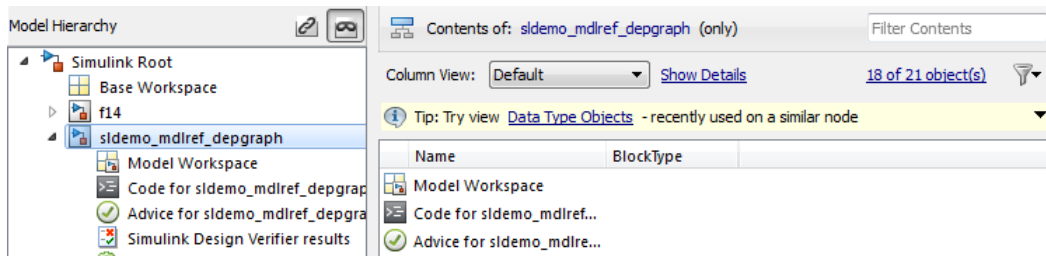 Model Hierarchy
Simulink Root
Base Workspace
f14
sldemo_mdlref_depgraph
Model Workspace
Code for sldemo_mdlref_depgrap
Advice for sldemo_mdlref_depgra
Simulink Design Verifier results
Contents of: sldemo_mdlref_depgraph (only)
Filter Contents
Column View: Default Show Details 18 of 21 object(s)
Tip: Try view Data Type Objects - recently used on a similar node
Name BlockType
Model Workspace
Code for sldemo_mdlref...
Advice for sldemo_mdlre...